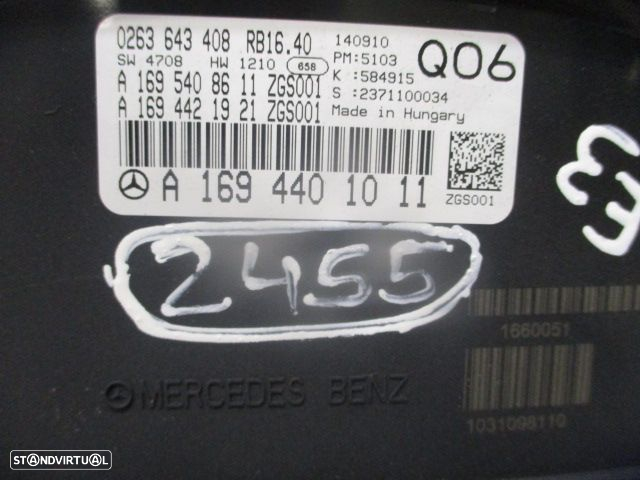 0263 643 408 RB16.40 140910
SW 4708 HW 1210 658 PM:5103 Q06
K :584915
A 169 540 86 11 ZGS001 S :2371100034
A 169 442 19 21 ZGS001 Made in Hungary
A 169 440 10 11 ZGS001
2455
E3
1660051
MERCEDES BENZ
1031098110
STANDVIRTUAL